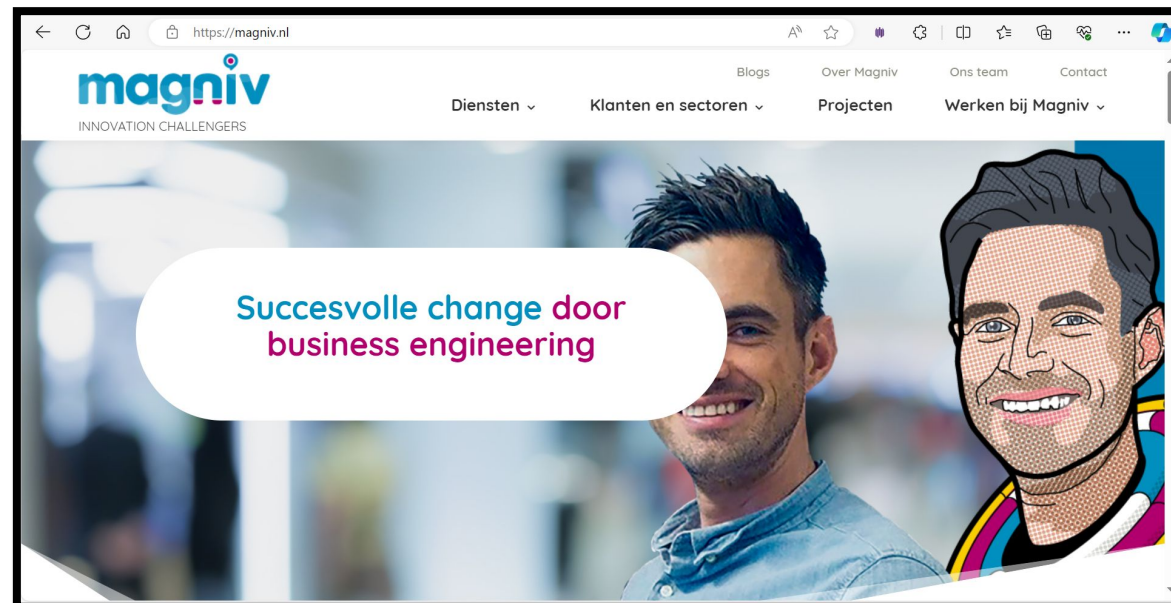 https://magniv.nl
magniv
INNOVATION CHALLENGERS
Blogs Over Magniv Ons team Contact
Diensten Klanten en sectoren Projecten Werken bij Magniv
Succesvolle change door
business engineering